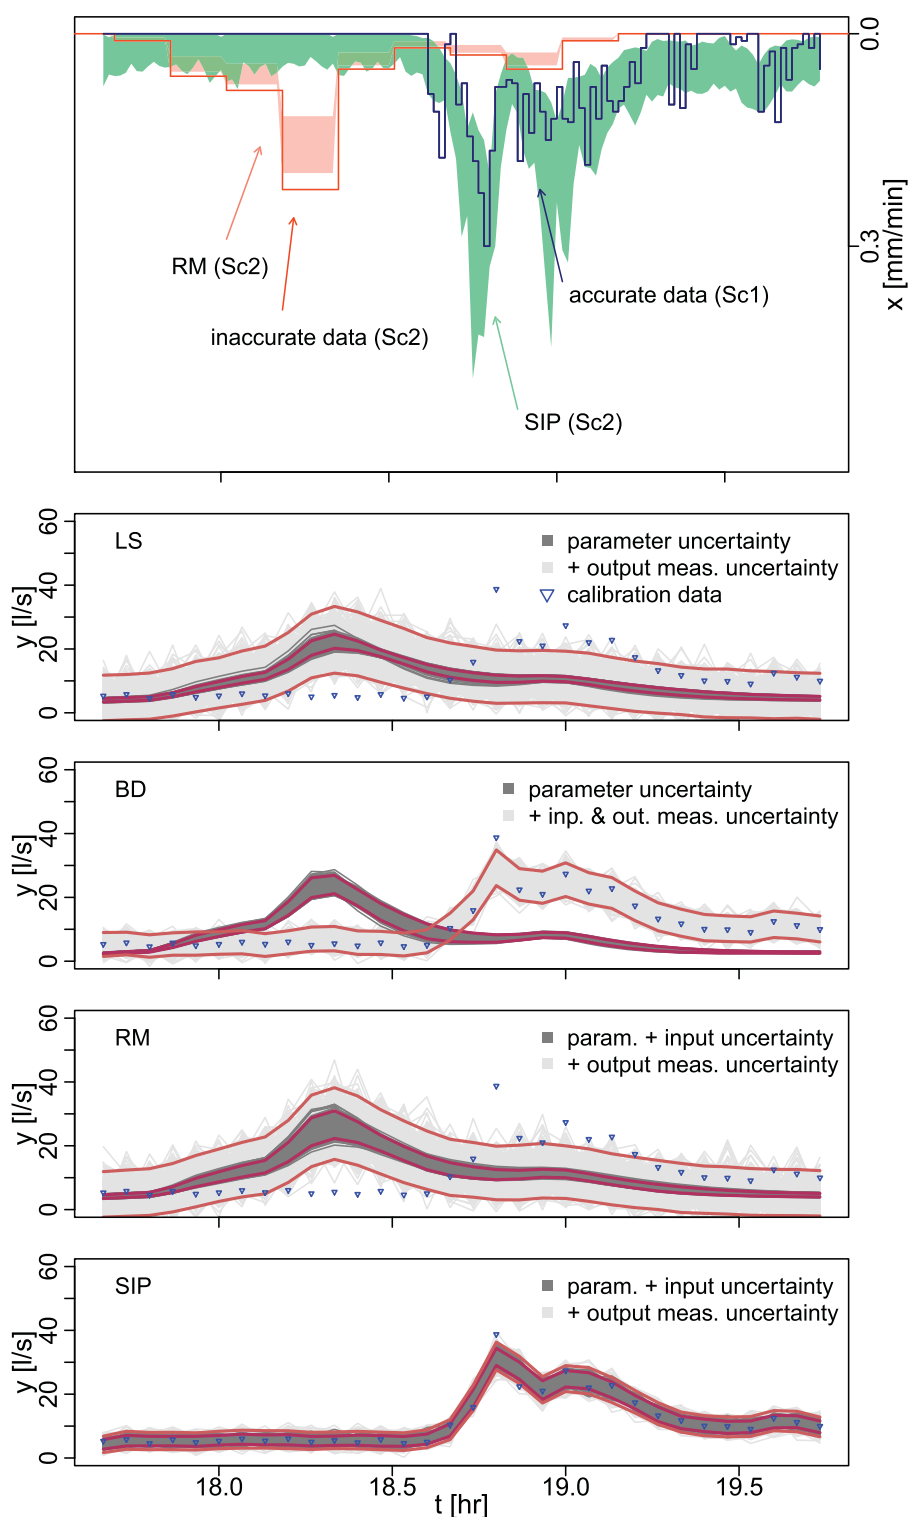 0.0
0.3
x [mm/min]
RM (Sc2)
inaccurate data (Sc2)
accurate data (Sc1)
SIP (Sc2)
LS
parameter uncertainty
+ output meas. uncertainty
calibration data
y [l/s]
0 20 40 60
BD
parameter uncertainty
+ inp. & out. meas. uncertainty
y [l/s]
0 20 40 60
RM
param. + input uncertainty
+ output meas. uncertainty
y [l/s]
0 20 40 60
SIP
param. + input uncertainty
+ output meas. uncertainty
y [l/s]
0 20 40 60
18.0 18.5 19.0 19.5
t [hr]